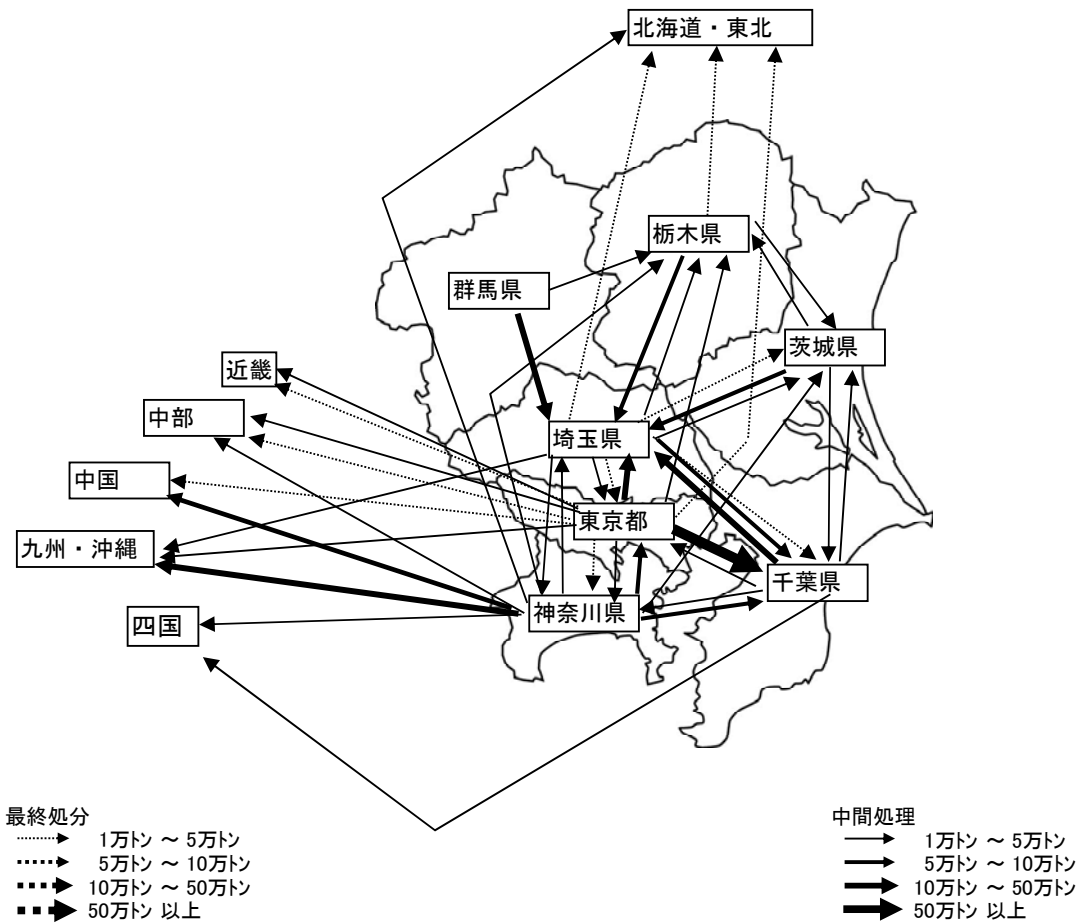 北海道・東北
栃木県
群馬県
茨城県
近畿
中部
埼玉県
中国
東京都
九州・沖縄
千葉県
神奈川県
四国
最終処分
1万トン ～ 5万トン
5万トン ～ 10万トン
10万トン ～ 50万トン
50万トン 以上
中間処理
1万トン ～ 5万トン
5万トン ～ 10万トン
10万トン ～ 50万トン
50万トン 以上